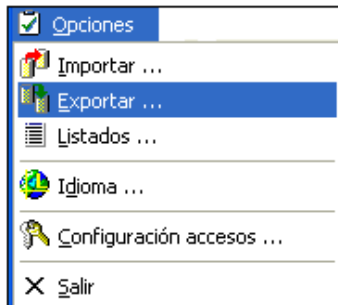 Opciones
Importar ...
Exportar ...
Listados ...
Idioma ...
Configuración accesos ...
Salir